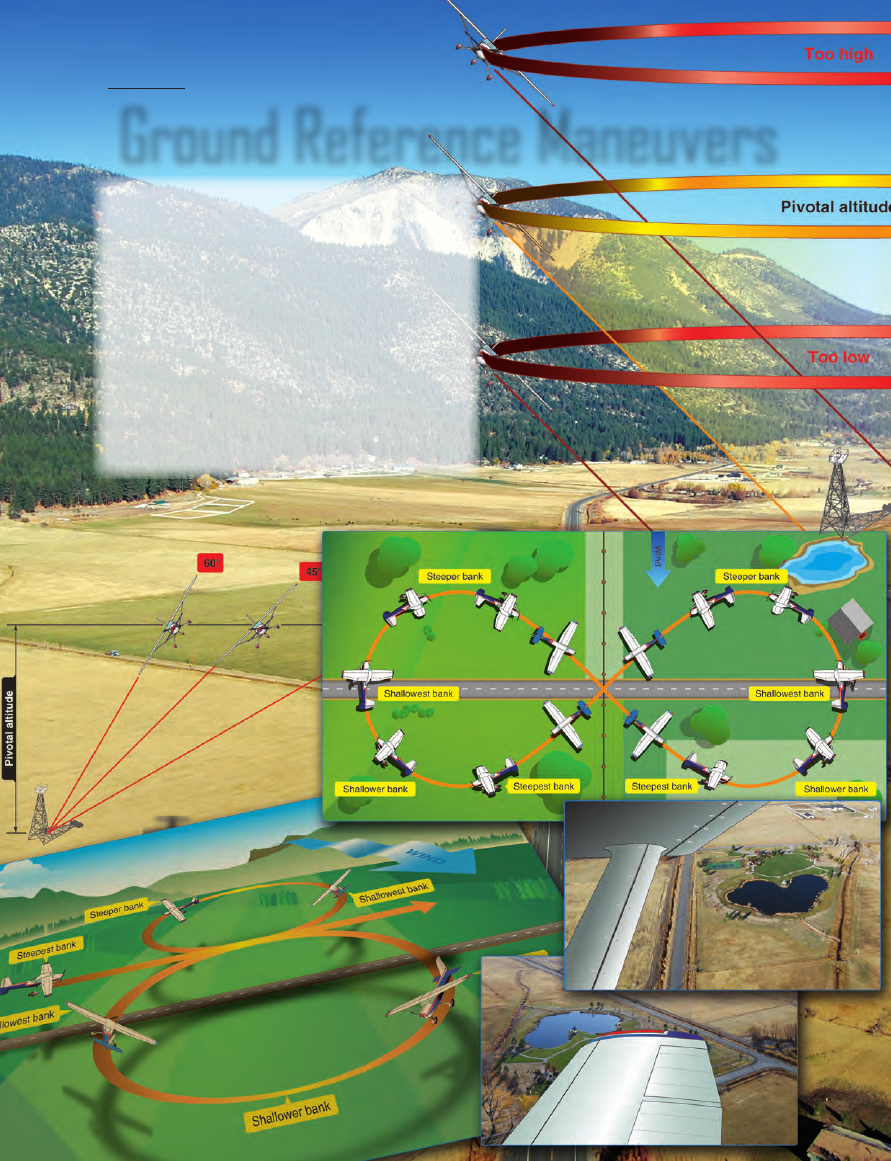 Too high
Ground Reference Maneuvers
Pivotal altitude
Too low
60°
45°
Wind
Steeper bank
Steeper bank
Shallowest bank
Shallowest bank
Pivotal altitude
Shallower bank
Steepest bank
Steepest bank
Shallower bank
WIND
Shallowest bank
Steeper bank
Steepest bank
llowest bank
Shallower bank